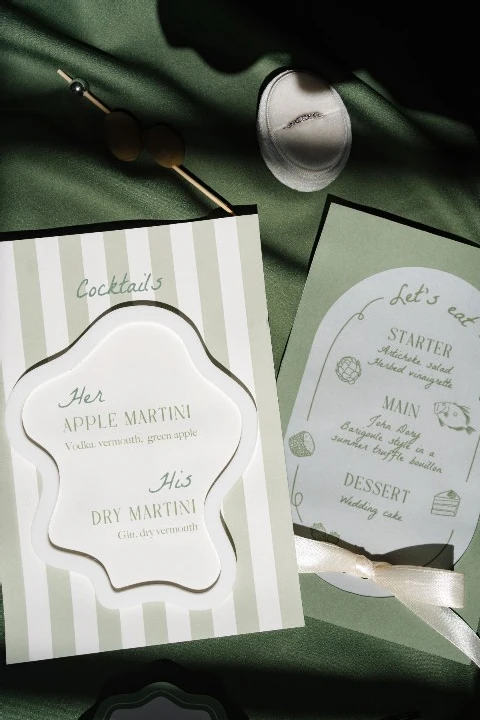 Cocktails
Her
APPLE MARTINI
Vodka, vermouth, green apple
His
DRY MARTINI
Gin, dry vermouth
Let's eat
STARTER
Artichoke salad
Herbed vinaigrette
MAIN
John Dory
Barigoule style in a
summer truffle bouillon
DESSERT
Wedding cake